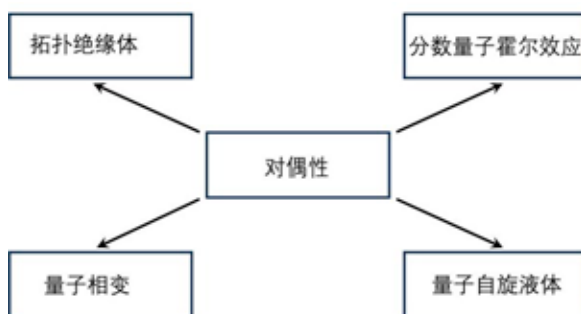 拓扑绝缘体
分数量子霍尔效应
对偶性
量子相变
量子自旋液体